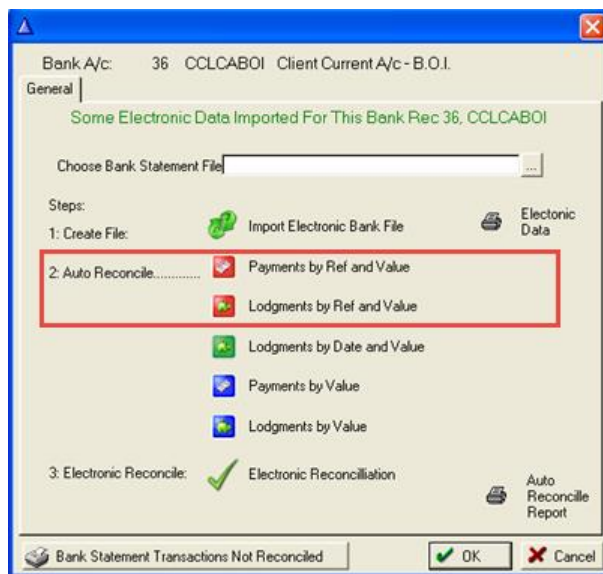 Bank A/c: 36 CCLCABOI Client Current A/c - B.O.I.
General
Some Electronic Data Imported For This Bank Rec 36, CCLCABOI
Choose Bank Statement File ...
Steps:
1: Create File: Import Electronic Bank File Electonic Data
2: Auto Reconcile............. Payments by Ref and Value
Lodgments by Ref and Value
Lodgments by Date and Value
Payments by Value
Lodgments by Value
3: Electronic Reconcile: Electronic Reconcilliation
Auto
Reconcille
Report
Bank Statement Transactions Not Reconciled OK Cancel